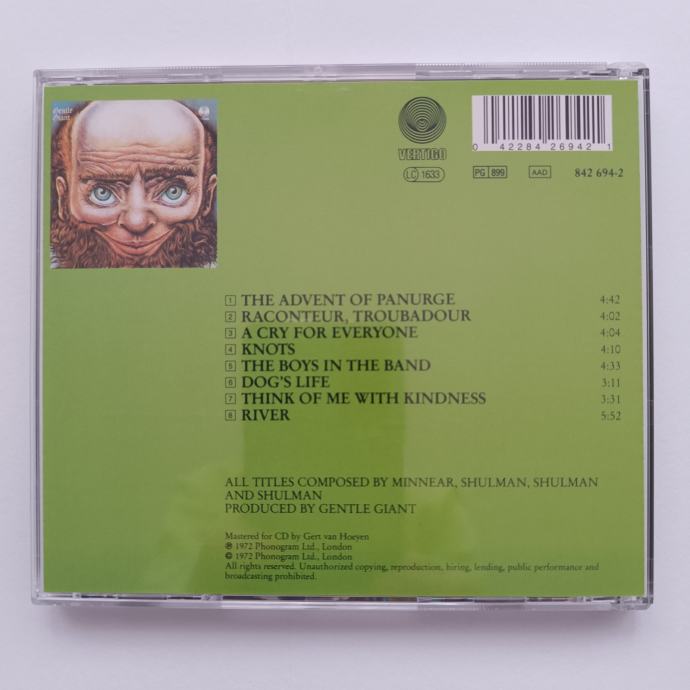 Gentle
Giant
VERTIGO
LC 1633
PG 899
AAD
0 42284 26942 1
842 694-2
1 THE ADVENT OF PANURGE 4:42
2 RACONTEUR, TROUBADOUR 4:02
3 A CRY FOR EVERYONE 4:04
4 KNOTS 4:10
5 THE BOYS IN THE BAND 4:33
6 DOG'S LIFE 3:11
7 THINK OF ME WITH KINDNESS 3:31
8 RIVER 5:52
ALL TITLES COMPOSED BY MINNEAR, SHULMAN, SHULMAN
AND SHULMAN
PRODUCED BY GENTLE GIANT
Mastered for CD by Gert van Hoeyen
℗ 1972 Phonogram Ltd., London
© 1972 Phonogram Ltd., London
All rights reserved. Unauthorized copying, reproduction, hiring, lending, public performance and
broadcasting prohibited.